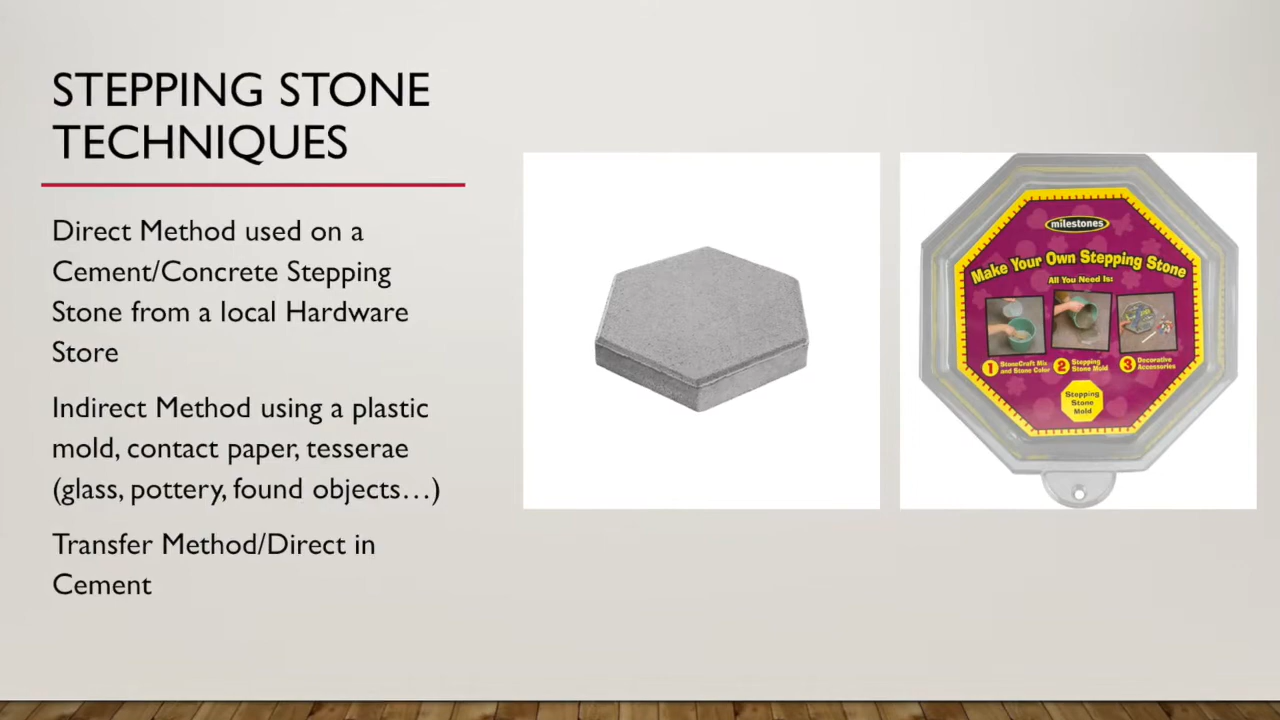 STEPPING STONE
TECHNIQUES
Direct Method used on a
Cement/Concrete Stepping
Stone from a local Hardware
Store
Indirect Method using a plastic
mold, contact paper, tesserae
(glass, pottery, found objects…)
Transfer Method/Direct in
Cement
milestones
Make Your Own Stepping Stone
All You Need Is:
1 StoneCraft Mix
and Stone Color
2 Stepping
Stone Mold
3 Decorative
Accessories
Stepping
Stone
Mold